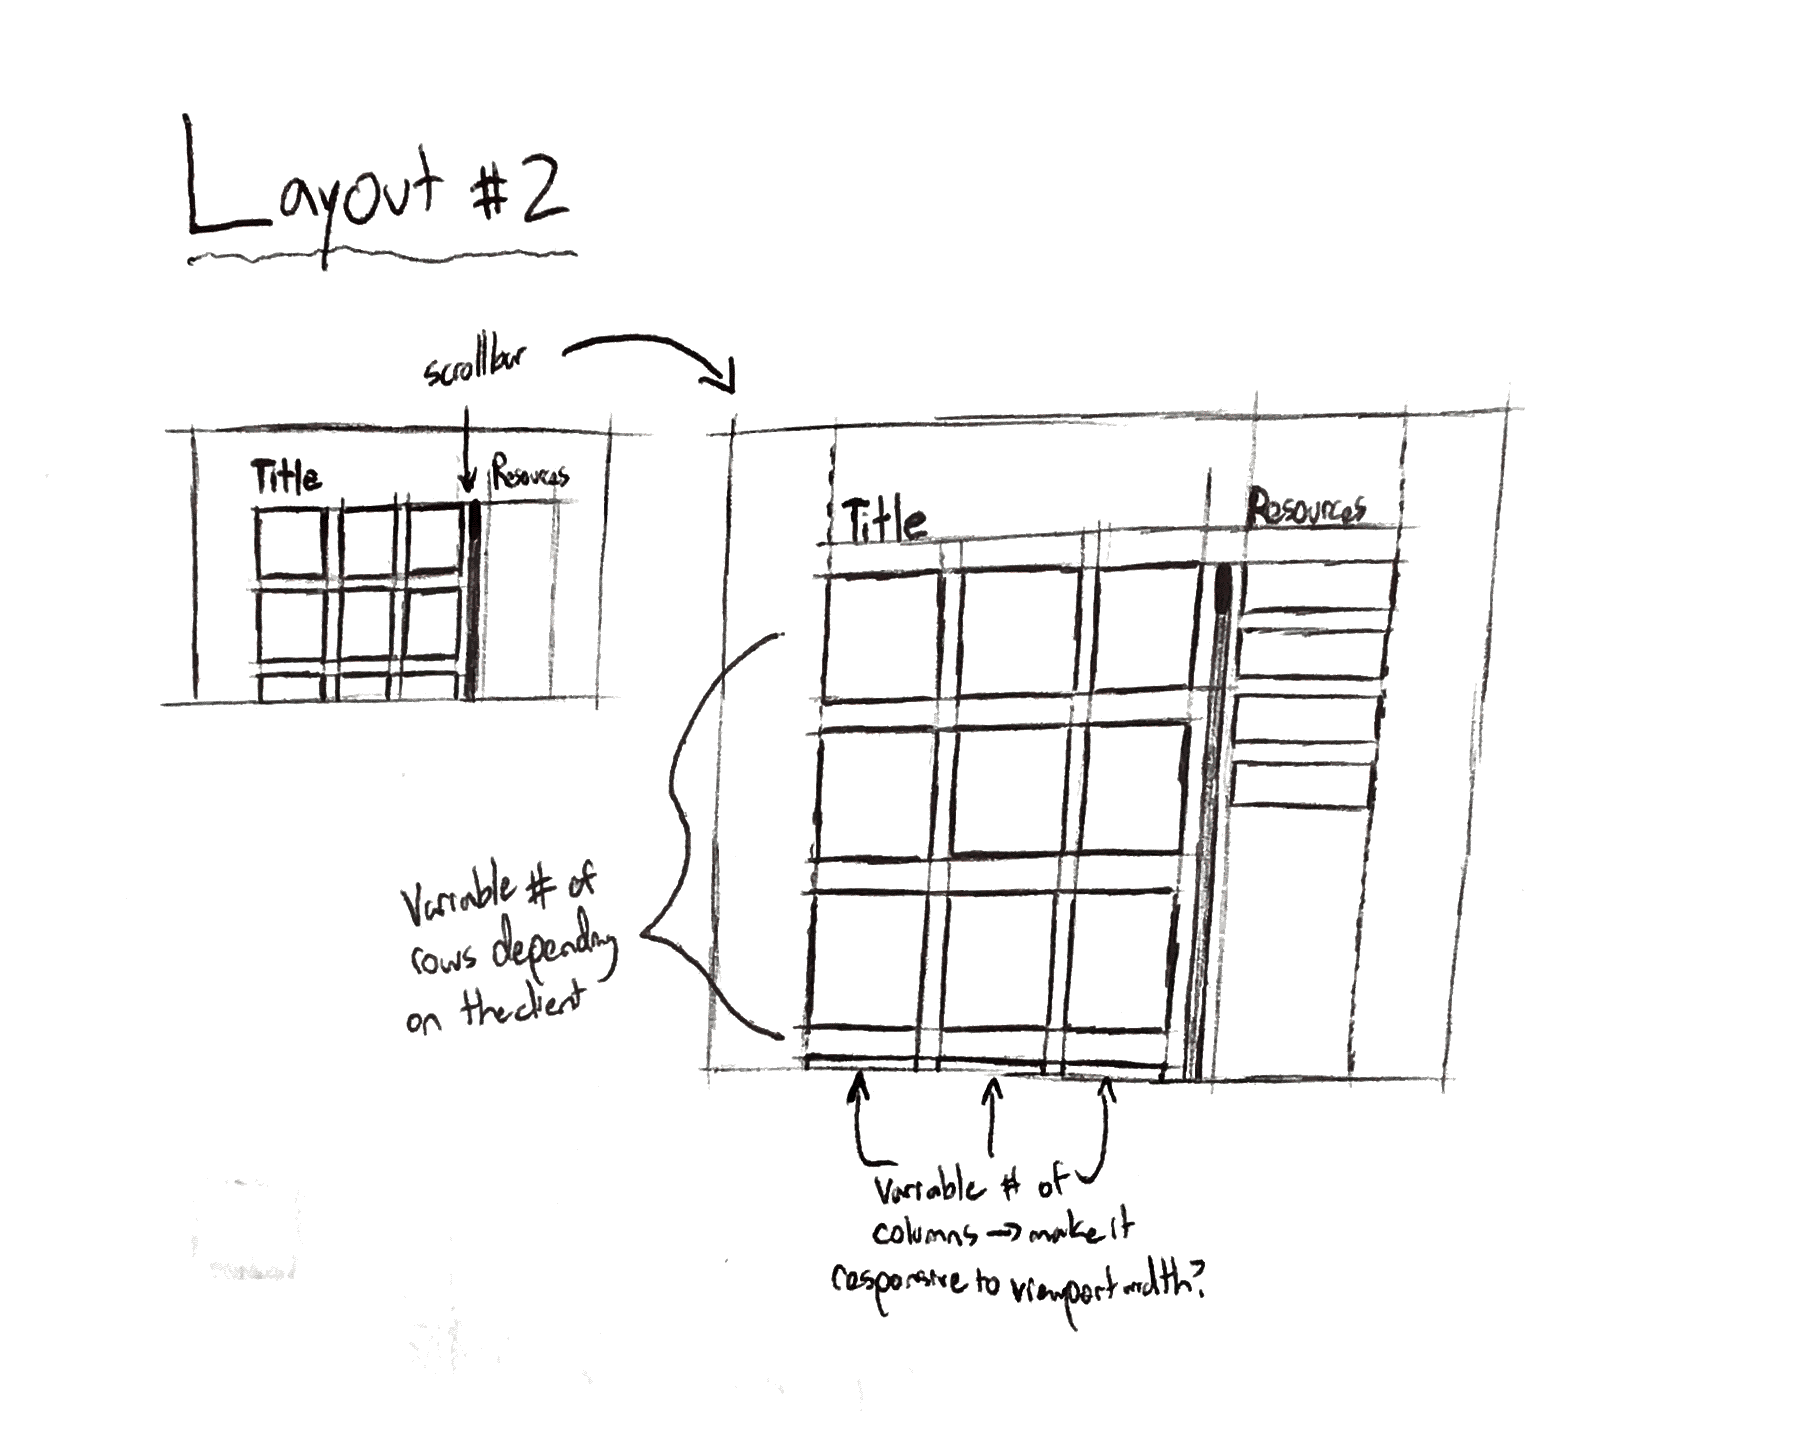 Layout #2
scrollbar
Title
Resources
Title
Resources
Variable # of
rows depending
on the client
Variable # of
columns → make it
responsive to viewport width?